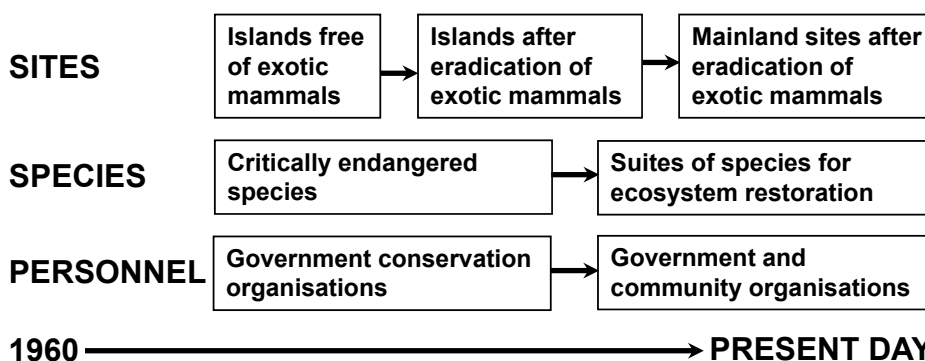 SITES
Islands free
of exotic
mammals
Islands after
eradication of
exotic mammals
Mainland sites after
eradication of
exotic mammals
SPECIES
Critically endangered
species
Suites of species for
ecosystem restoration
PERSONNEL
Government conservation
organisations
Government and
community organisations
1960
PRESENT DAY